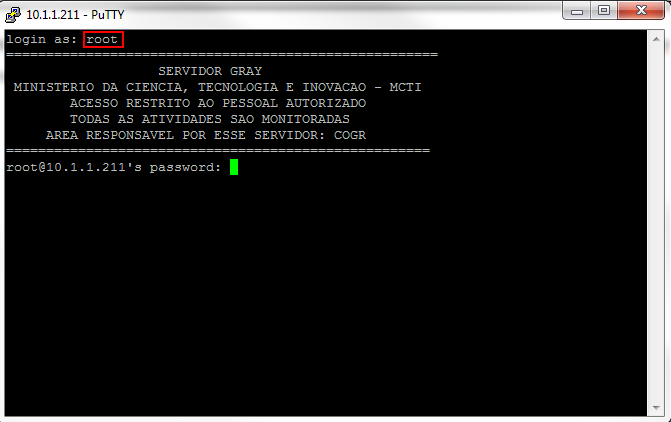 10.1.1.211 - PuTTY
login as: root
======================================================
SERVIDOR GRAY
MINISTERIO DA CIENCIA, TECNOLOGIA E INOVACAO - MCTI
ACESSO RESTRITO AO PESSOAL AUTORIZADO
TODAS AS ATIVIDADES SAO MONITORADAS
AREA RESPONSAVEL POR ESSE SERVIDOR: COGR
=====================================================
root@10.1.1.211's password: